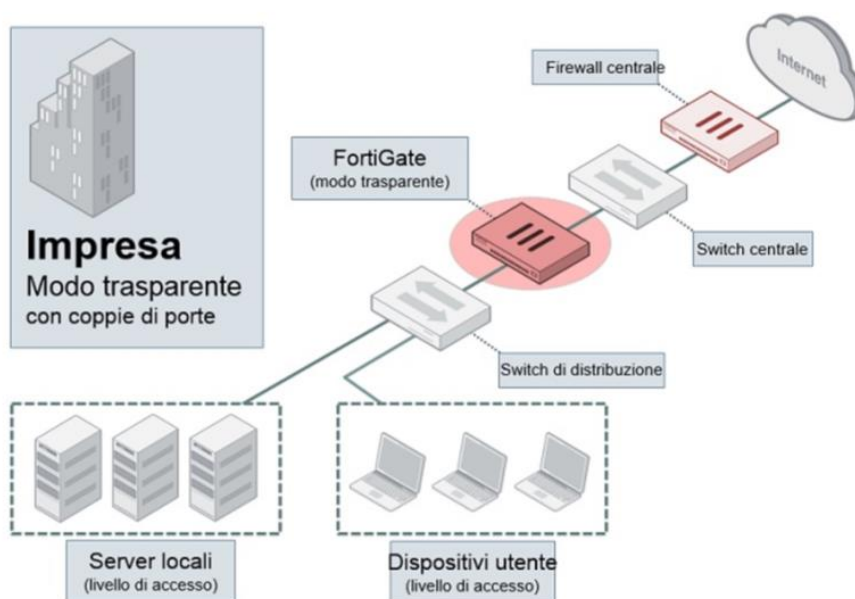 Internet
Firewall centrale
FortiGate
(modo trasparente)
Switch centrale
Impresa
Modo trasparente
con coppie di porte
Switch di distribuzione
Server locali
(livello di accesso)
Dispositivi utente
(livello di accesso)